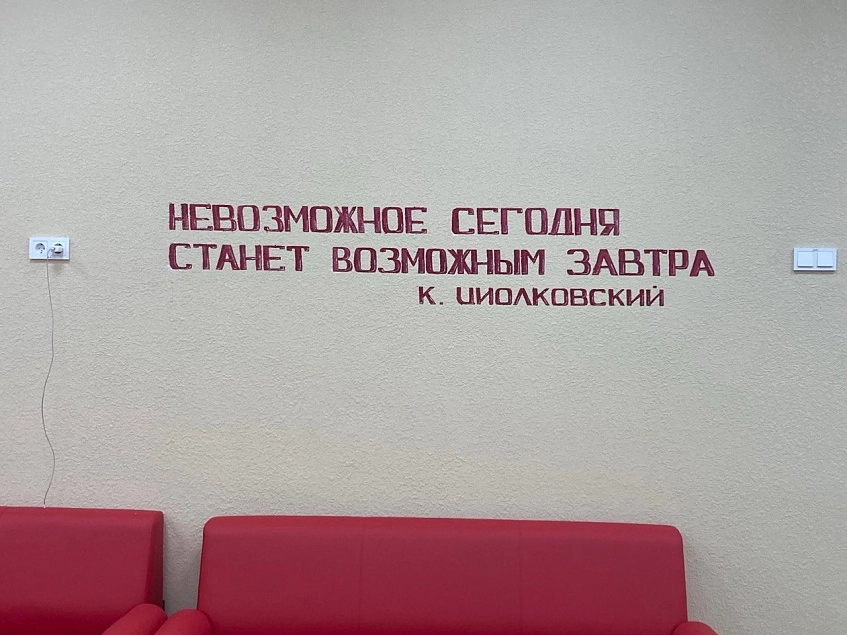 НЕВОЗМОЖНОЕ СЕГОДНЯ
СТАНЕТ ВОЗМОЖНЫМ ЗАВТРА
К. ЦИОЛКОВСКИЙ